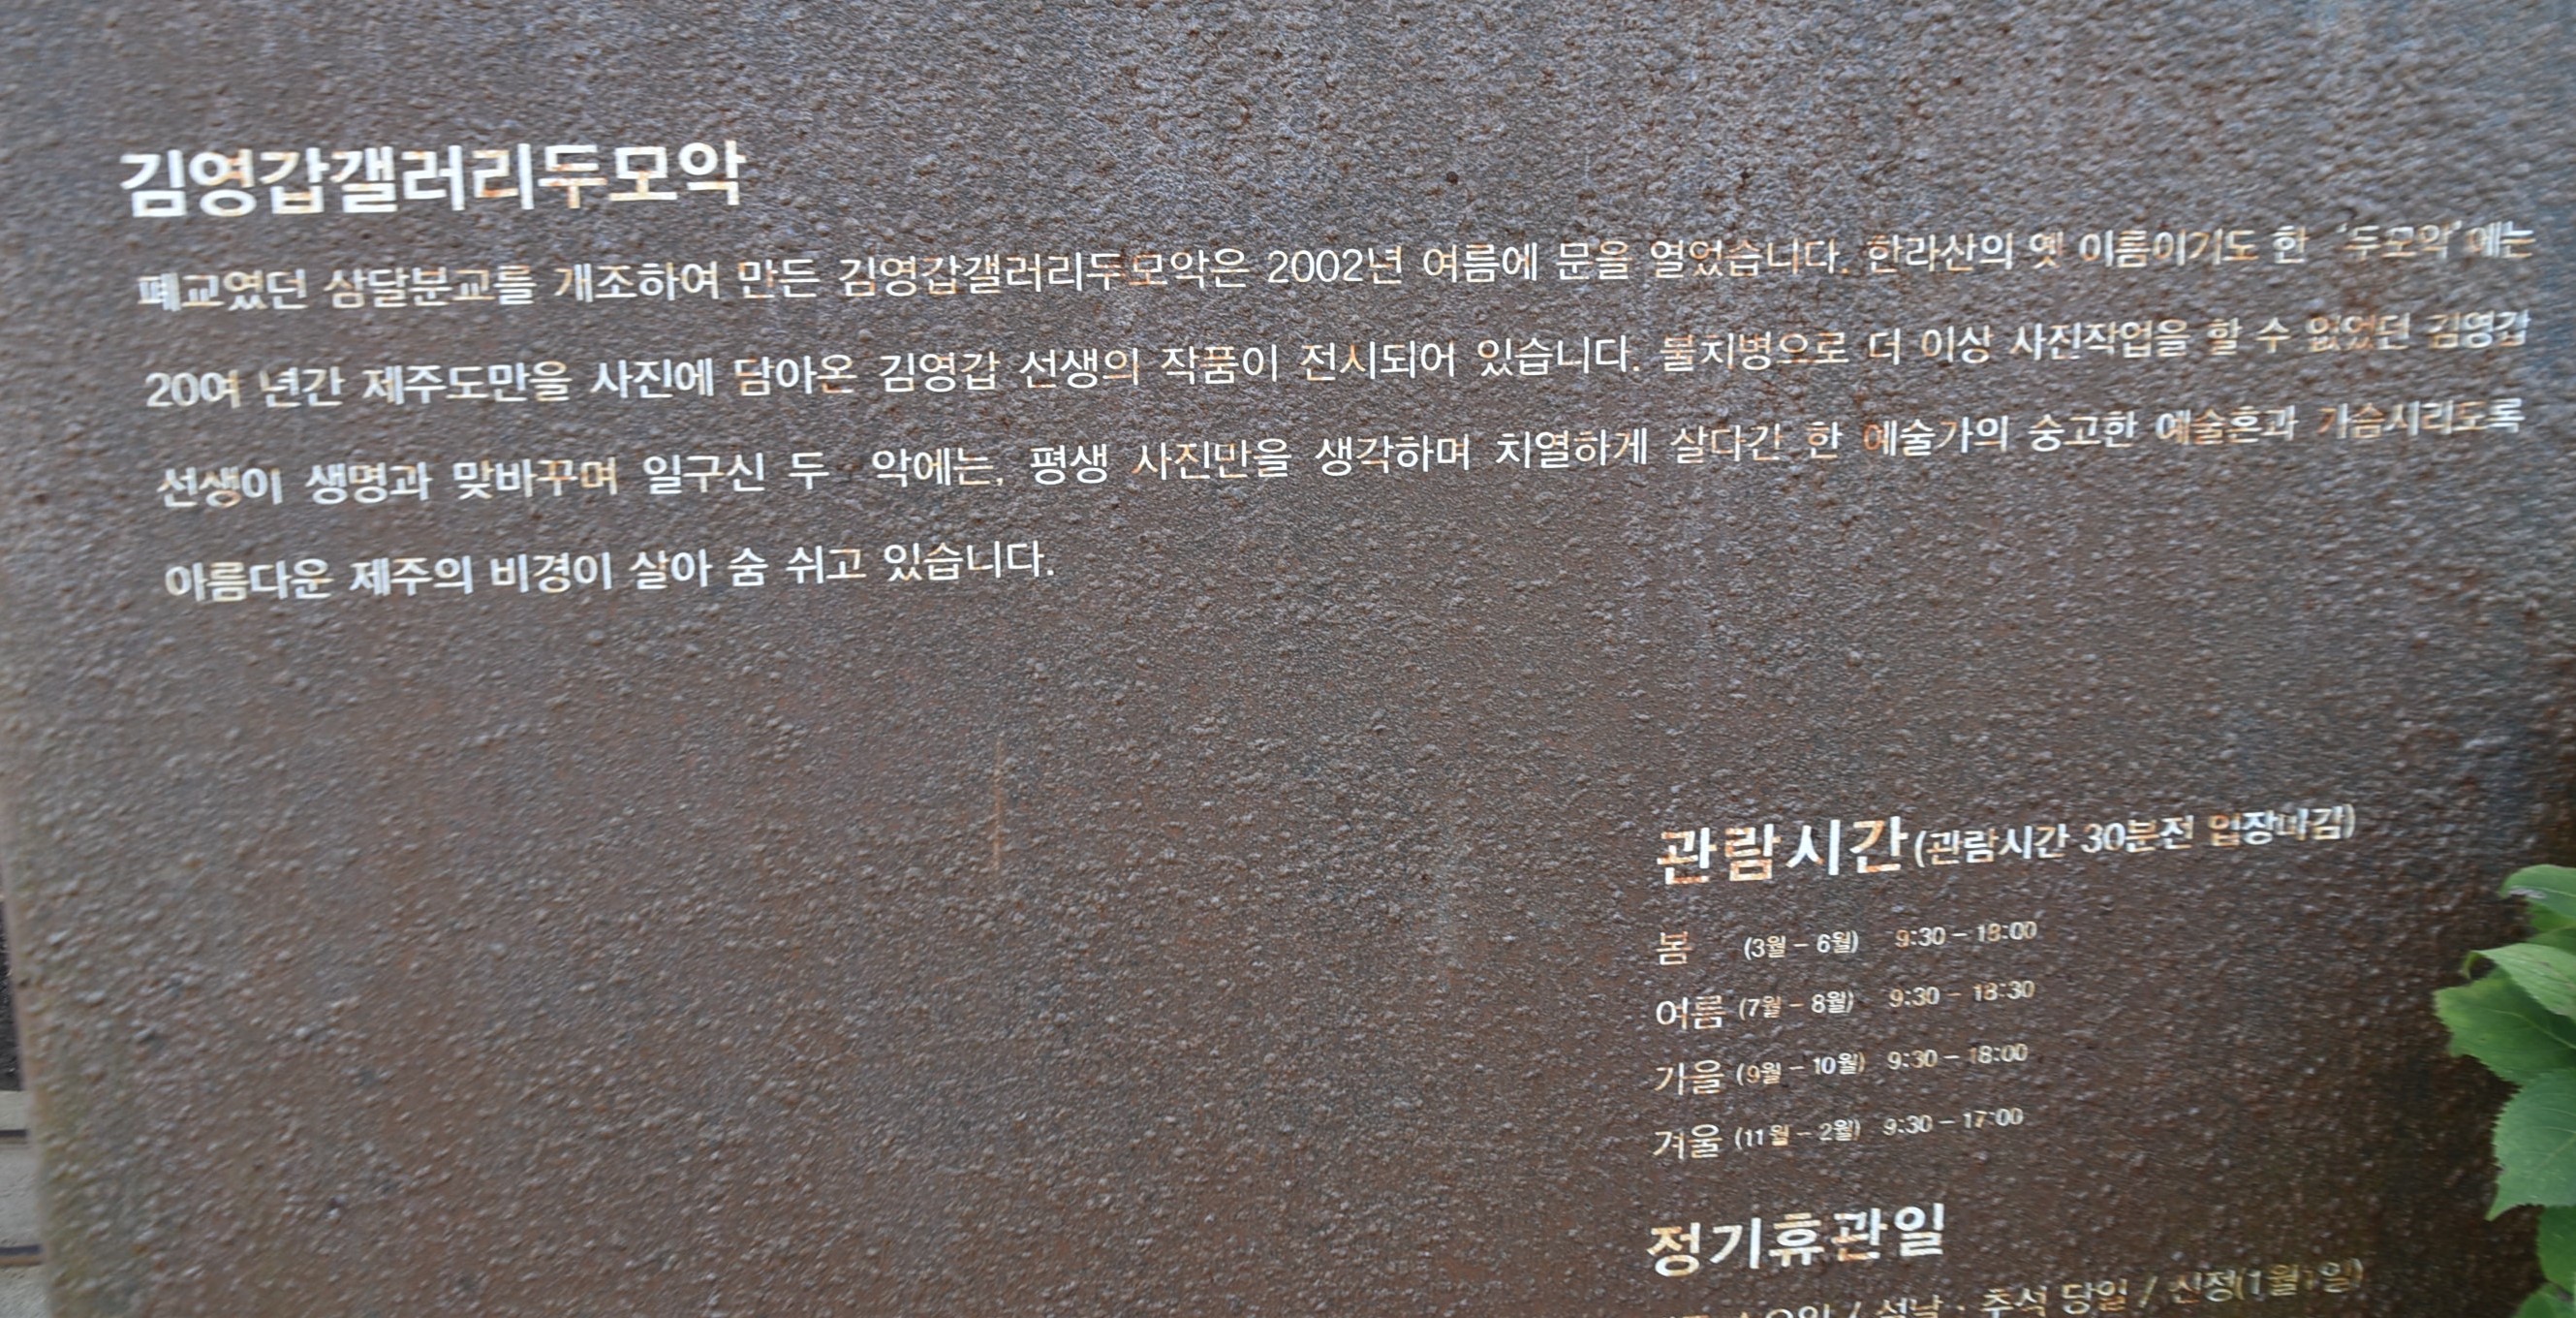 김영갑갤러리두모악
폐교였던 삼달분교를 개조하여 만든 김영갑갤러리두모악은 2002년 여름에 문을 열었습니다. 한라산의 옛 이름이기도 한 '두모악'에는
20여 년간 제주도만을 사진에 담아온 김영갑 선생의 작품이 전시되어 있습니다. 불치병으로 더 이상 사진작업을 할 수 없었던 김영갑
선생이 생명과 맞바꾸며 일구신 두 악에는, 평생 사진만을 생각하며 치열하게 살다간 한 예술가의 숭고한 예술혼과 가슴시리도록
아름다운 제주의 비경이 살아 숨 쉬고 있습니다.
관람시간(관람시간 30분전 입장마감)
봄 (3월 – 6월) 9:30 – 18:00
여름 (7월 – 8월) 9:30 – 18:30
가을 (9월 – 10월) 9:30 – 18:00
겨울 (11월 – 2월) 9:30 – 17:00
정기휴관일
수요일 / 설날 · 추석 당일 / 신정(1월1일)